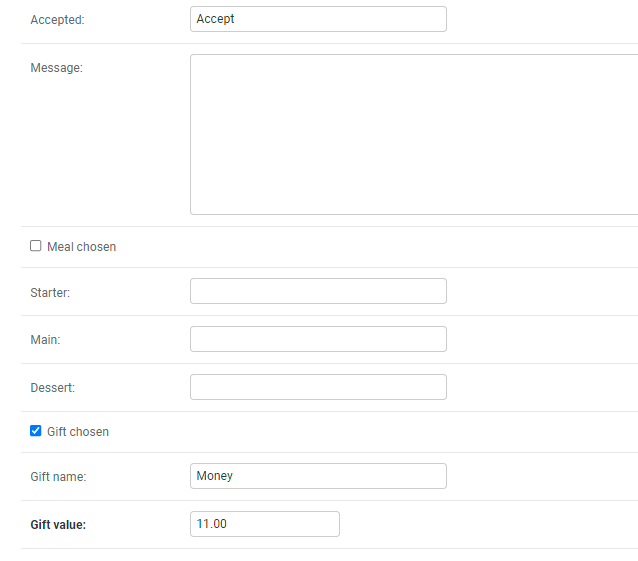 Accepted: Accept
Message:
Meal chosen
Starter:
Main:
Dessert:
Gift chosen
Gift name: Money
Gift value: 11.00